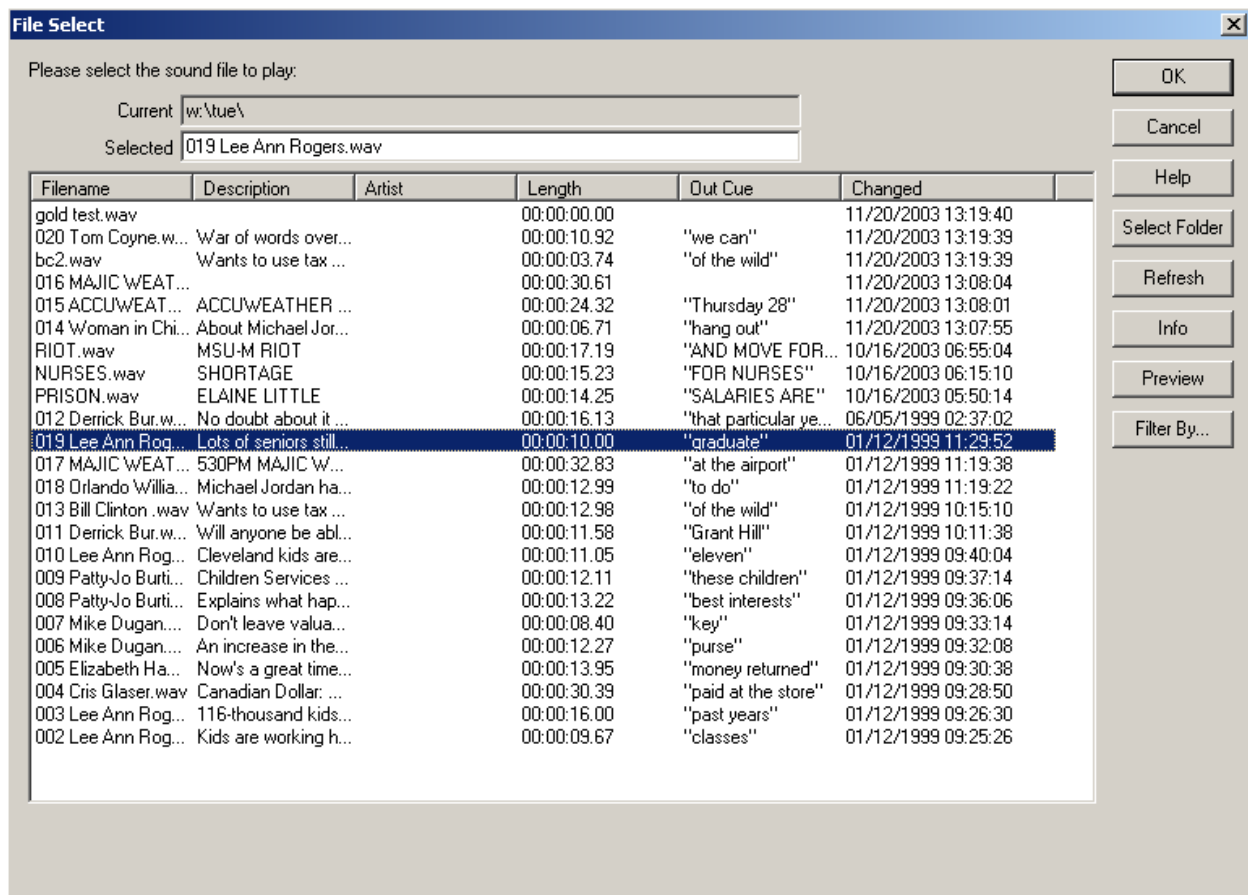 File Select
Please select the sound file to play:
Current w:\tue\
Selected 019 Lee Ann Rogers.wav
OK
Cancel
Help
Select Folder
Refresh
Info
Preview
Filter By...
Filename Description Artist Length Out Cue Changed
gold test.wav 00:00:00.00 11/20/2003 13:19:40
020 Tom Coyne.w... War of words over... 00:00:10.92 "we can" 11/20/2003 13:19:39
bc2.wav Wants to use tax ... 00:00:03.74 "of the wild" 11/20/2003 13:19:39
016 MAJIC WEAT... 00:00:30.61 11/20/2003 13:08:04
015 ACCUWEAT... ACCUWEATHER ... 00:00:24.32 "Thursday 28" 11/20/2003 13:08:01
014 Woman in Chi... About Michael Jor... 00:00:06.71 "hang out" 11/20/2003 13:07:55
RIOT.wav MSU-M RIOT 00:00:17.19 "AND MOVE FOR... 10/16/2003 06:55:04
NURSES.wav SHORTAGE 00:00:15.23 "FOR NURSES" 10/16/2003 06:15:10
PRISON.wav ELAINE LITTLE 00:00:14.25 "SALARIES ARE" 10/16/2003 05:50:14
012 Derrick Bur.w... No doubt about it ... 00:00:16.13 "that particular ye... 06/05/1999 02:37:02
019 Lee Ann Rog... Lots of seniors still... 00:00:10.00 "graduate" 01/12/1999 11:29:52
017 MAJIC WEAT... 530PM MAJIC W... 00:00:32.83 "at the airport" 01/12/1999 11:19:38
018 Orlando Willia... Michael Jordan ha... 00:00:12.99 "to do" 01/12/1999 11:19:22
013 Bill Clinton .wav Wants to use tax ... 00:00:12.98 "of the wild" 01/12/1999 10:15:10
011 Derrick Bur.w... Will anyone be abl... 00:00:11.58 "Grant Hill" 01/12/1999 10:11:38
010 Lee Ann Rog... Cleveland kids are... 00:00:11.05 "eleven" 01/12/1999 09:40:04
009 Patty-Jo Burti... Children Services ... 00:00:12.11 "these children" 01/12/1999 09:37:14
008 Patty-Jo Burti... Explains what hap... 00:00:13.22 "best interests" 01/12/1999 09:36:06
007 Mike Dugan.... Don't leave valua... 00:00:08.40 "key" 01/12/1999 09:33:14
006 Mike Dugan.... An increase in the... 00:00:12.27 "purse" 01/12/1999 09:32:08
005 Elizabeth Ha... Now's a great time... 00:00:13.95 "money returned" 01/12/1999 09:30:38
004 Cris Glaser.wav Canadian Dollar: ... 00:00:30.39 "paid at the store" 01/12/1999 09:28:50
003 Lee Ann Rog... 116-thousand kids... 00:00:16.00 "past years" 01/12/1999 09:26:30
002 Lee Ann Rog... Kids are working h... 00:00:09.67 "classes" 01/12/1999 09:25:26